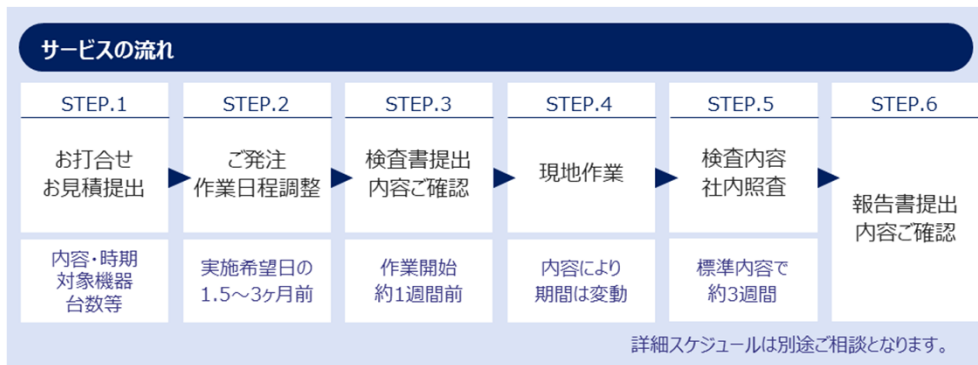 サービスの流れ
STEP.1
お打合せ
お見積提出
内容・時期
対象機器
台数等
STEP.2
ご発注
作業日程調整
実施希望日の
1.5～3ヶ月前
STEP.3
検査書提出
内容ご確認
作業開始
約1週間前
STEP.4
現地作業
内容により
期間は変動
STEP.5
検査内容
社内照査
標準内容で
約3週間
STEP.6
報告書提出
内容ご確認
詳細スケジュールは別途ご相談となります。